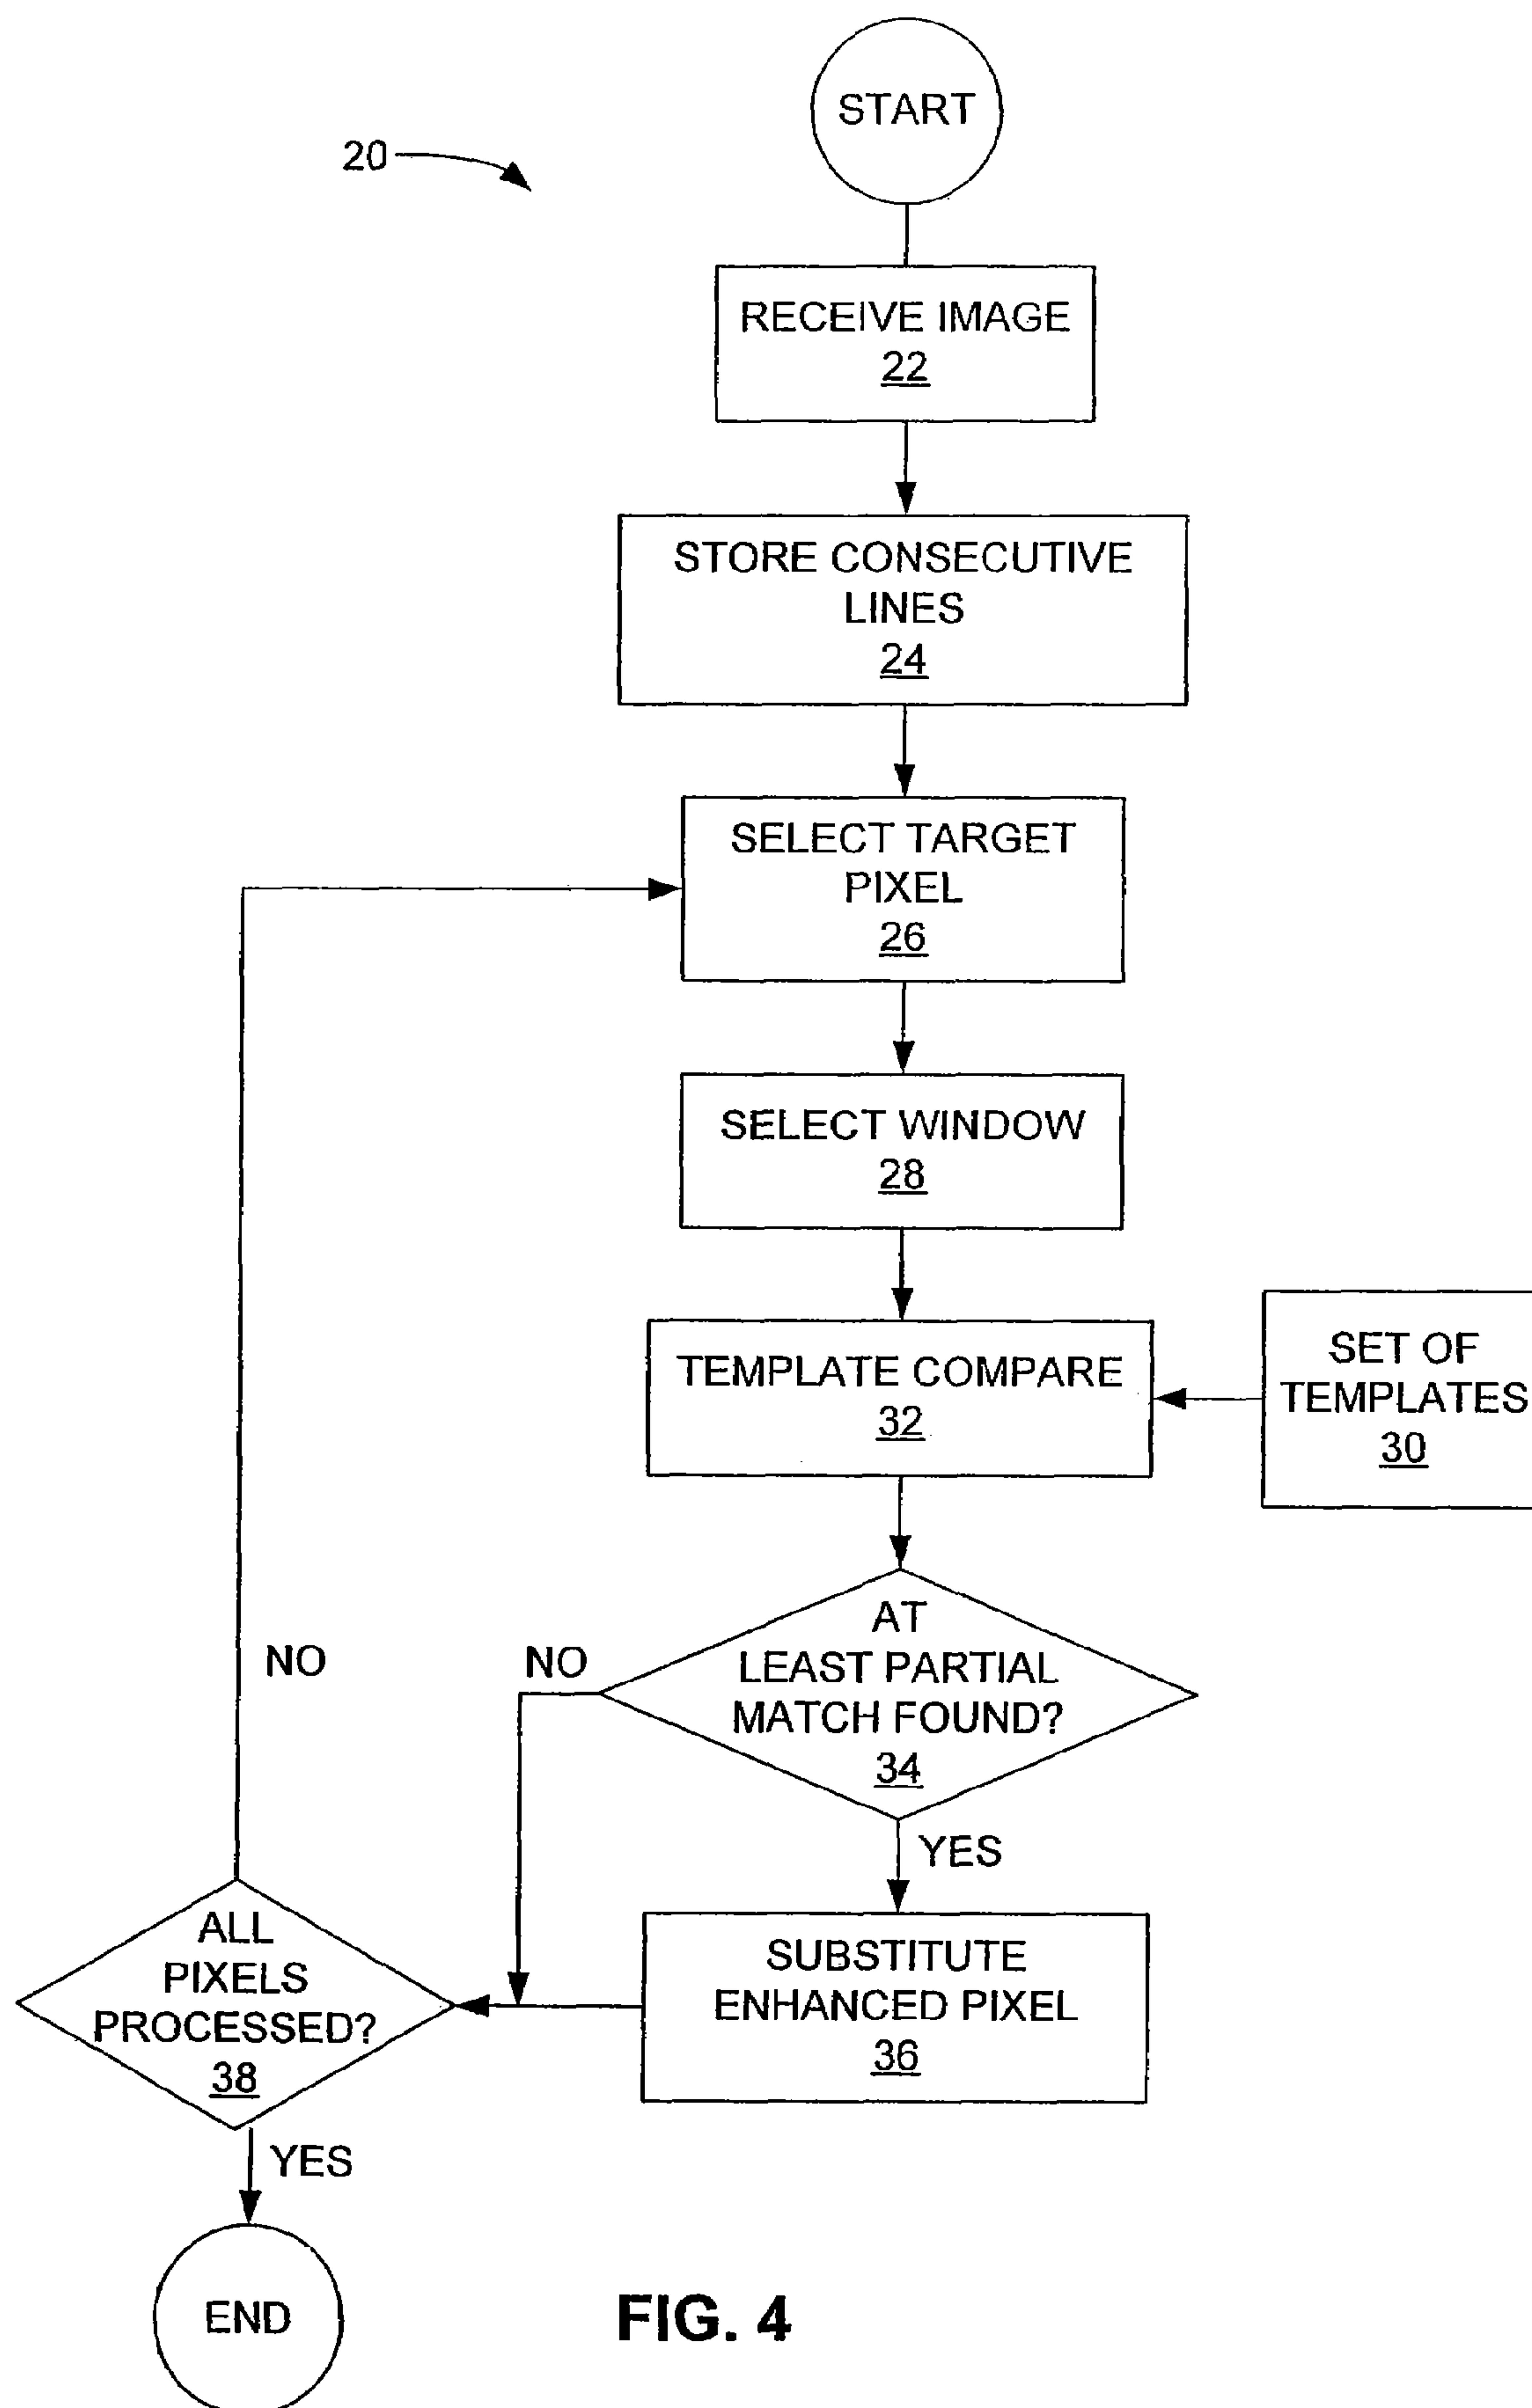 START
20
RECEIVE IMAGE
22
STORE CONSECUTIVE
LINES
24
SELECT TARGET
PIXEL
26
SELECT WINDOW
28
TEMPLATE COMPARE
32
SET OF
TEMPLATES
30
AT
LEAST PARTIAL
MATCH FOUND?
34
NO
NO
YES
SUBSTITUTE
ENHANCED PIXEL
36
ALL
PIXELS
PROCESSED?
38
YES
END
FIG. 4